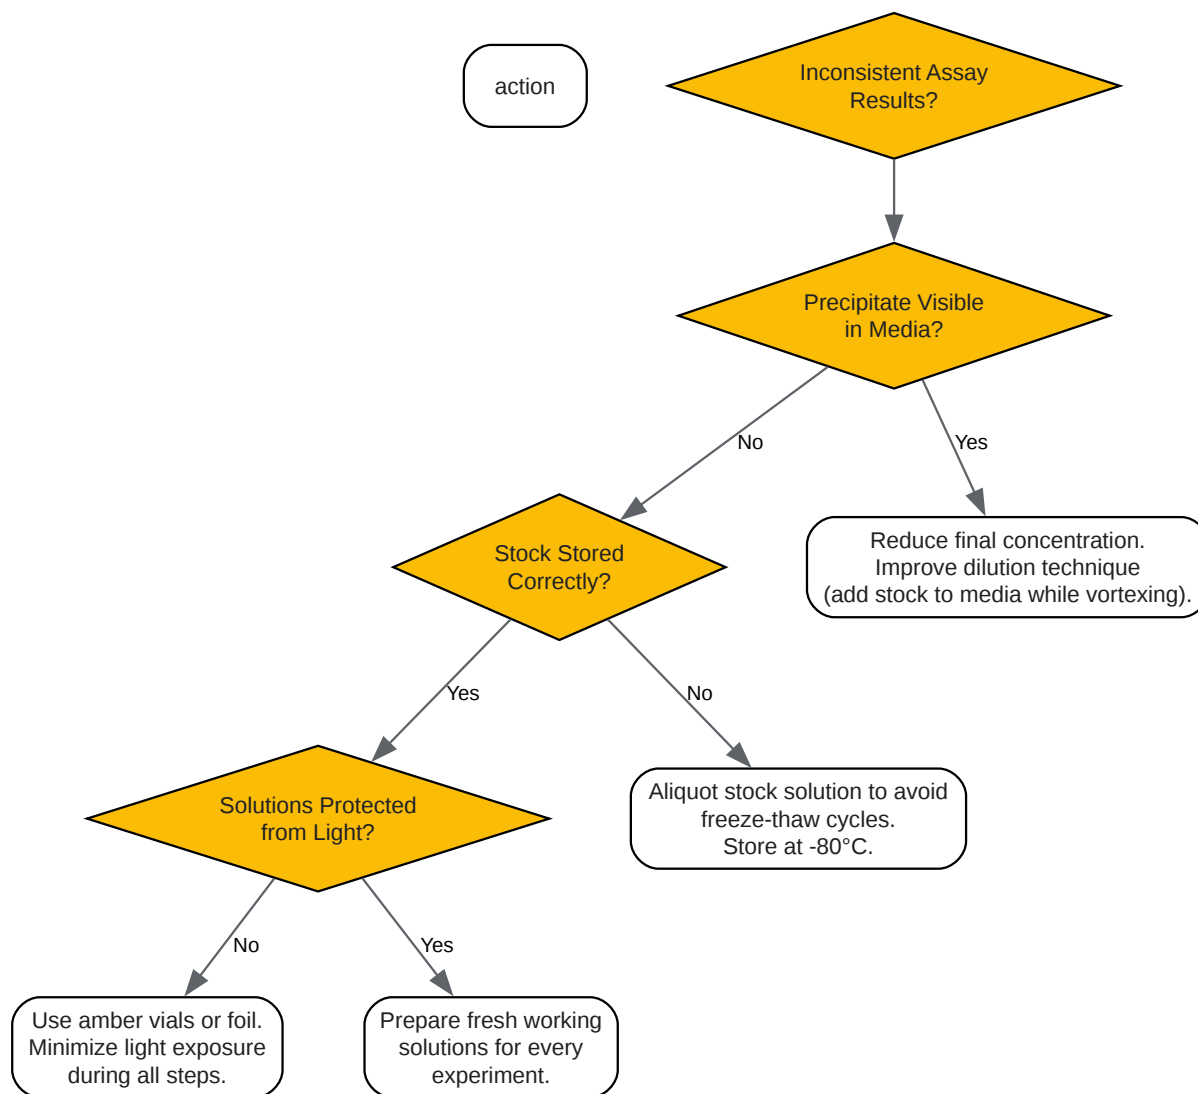 action
Inconsistent Assay
Results?
Precipitate Visible
in Media?
No
Yes
Stock Stored
Correctly?
Reduce final concentration.
Improve dilution technique
(add stock to media while vortexing).
Yes
No
Solutions Protected
from Light?
Aliquot stock solution to avoid
freeze-thaw cycles.
Store at -80°C.
No
Yes
Use amber vials or foil.
Minimize light exposure
during all steps.
Prepare fresh working
solutions for every
experiment.